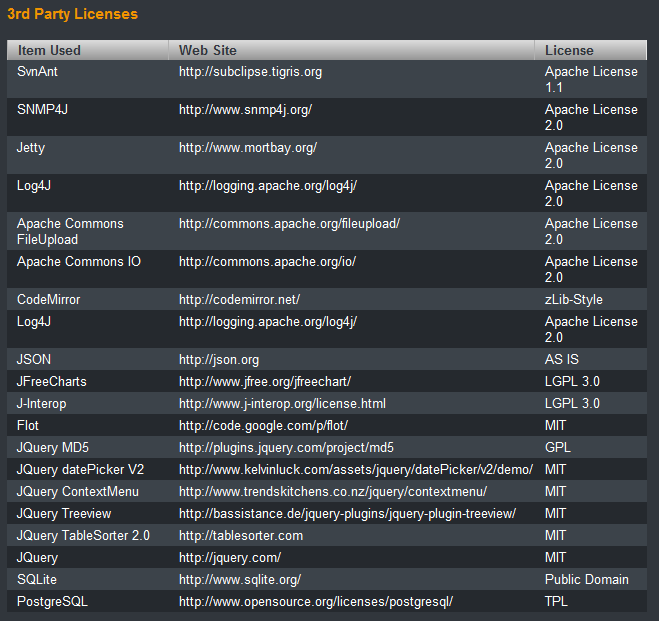 3rd Party Licenses
Item Used Web Site License
SvnAnt http://subclipse.tigris.org Apache License
1.1
SNMP4J http://www.snmp4j.org/ Apache License
2.0
Jetty http://www.mortbay.org/ Apache License
2.0
Log4J http://logging.apache.org/log4j/ Apache License
2.0
Apache Commons http://commons.apache.org/fileupload/ Apache License
FileUpload 2.0
Apache Commons IO http://commons.apache.org/io/ Apache License
2.0
CodeMirror http://codemirror.net/ zLib-Style
Log4J http://logging.apache.org/log4j/ Apache License
2.0
JSON http://json.org AS IS
JFreeCharts http://www.jfree.org/jfreechart/ LGPL 3.0
J-Interop http://www.j-interop.org/license.html LGPL 3.0
Flot http://code.google.com/p/flot/ MIT
JQuery MD5 http://plugins.jquery.com/project/md5 GPL
JQuery datePicker V2 http://www.kelvinluck.com/assets/jquery/datePicker/v2/demo/ MIT
JQuery ContextMenu http://www.trendskitchens.co.nz/jquery/contextmenu/ MIT
JQuery Treeview http://bassistance.de/jquery-plugins/jquery-plugin-treeview/ MIT
JQuery TableSorter 2.0 http://tablesorter.com MIT
JQuery http://jquery.com/ MIT
SQLite http://www.sqlite.org/ Public Domain
PostgreSQL http://www.opensource.org/licenses/postgresql/ TPL